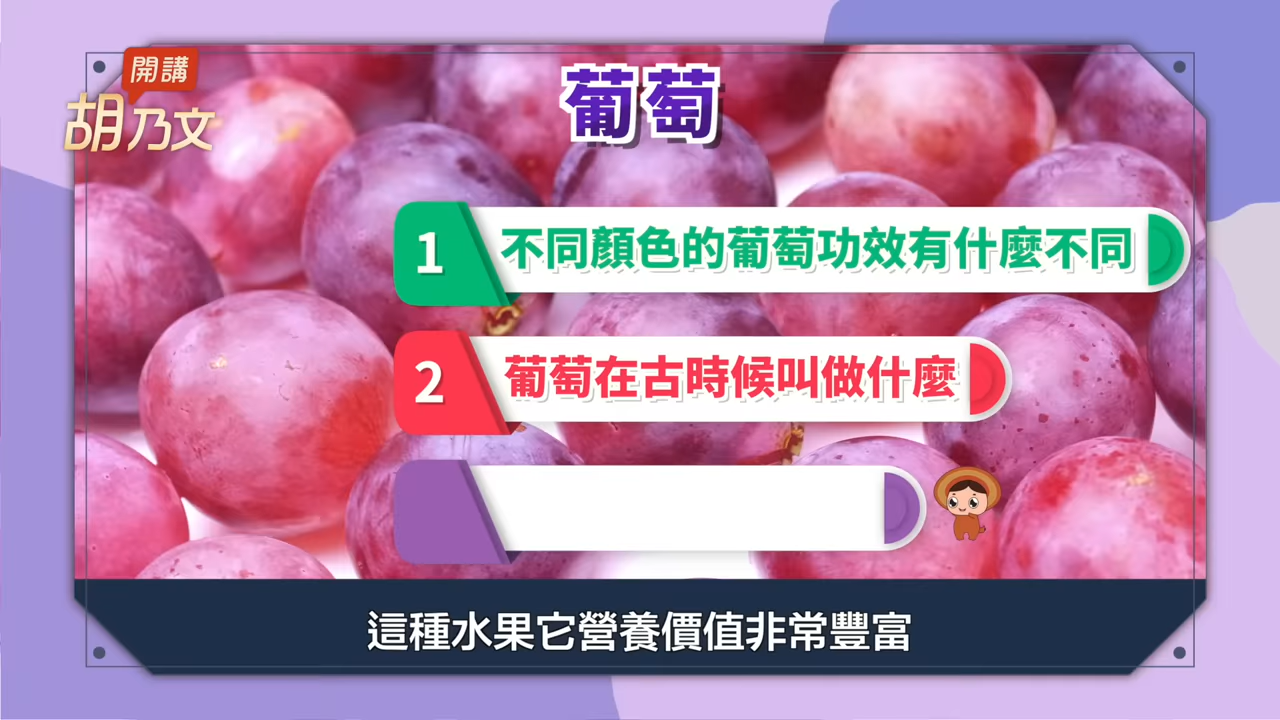 開講
胡乃文
葡萄
1 不同顏色的葡萄功效有什麼不同
2 葡萄在古時候叫做什麼
這種水果它營養價值非常豐富